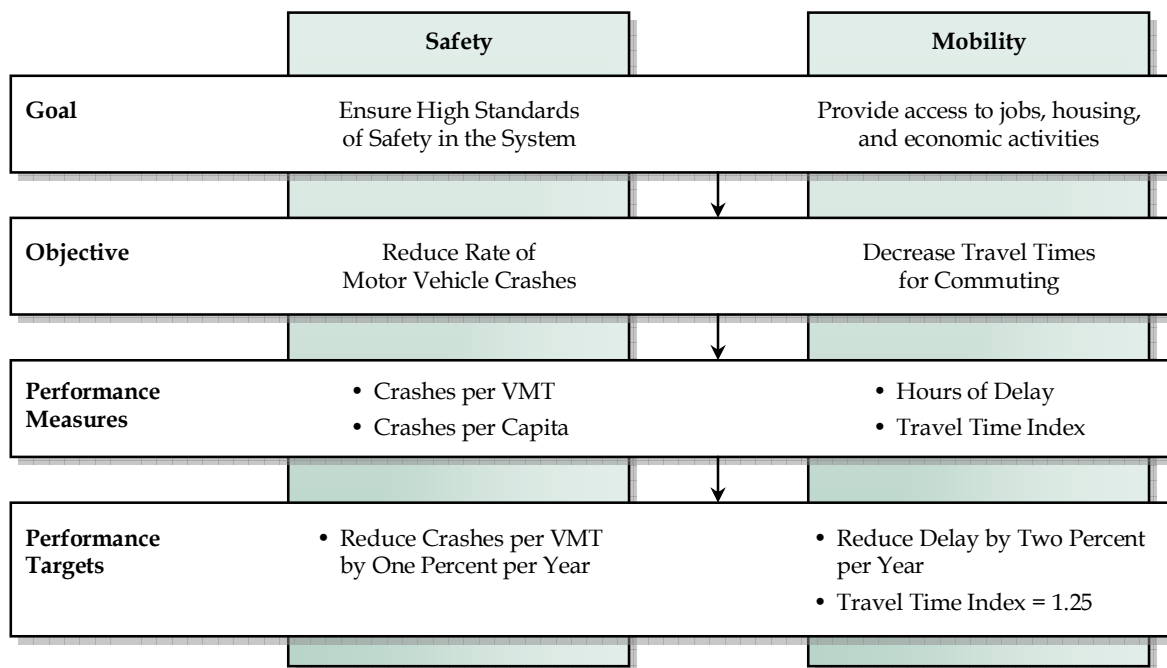 Safety
Mobility
Goal
Ensure High Standards
of Safety in the System
Provide access to jobs, housing,
and economic activities
Objective
Reduce Rate of
Motor Vehicle Crashes
Decrease Travel Times
for Commuting
Performance
Measures
• Crashes per VMT
• Crashes per Capita
• Hours of Delay
• Travel Time Index
Performance
Targets
• Reduce Crashes per VMT
by One Percent per Year
• Reduce Delay by Two Percent
per Year
• Travel Time Index = 1.25